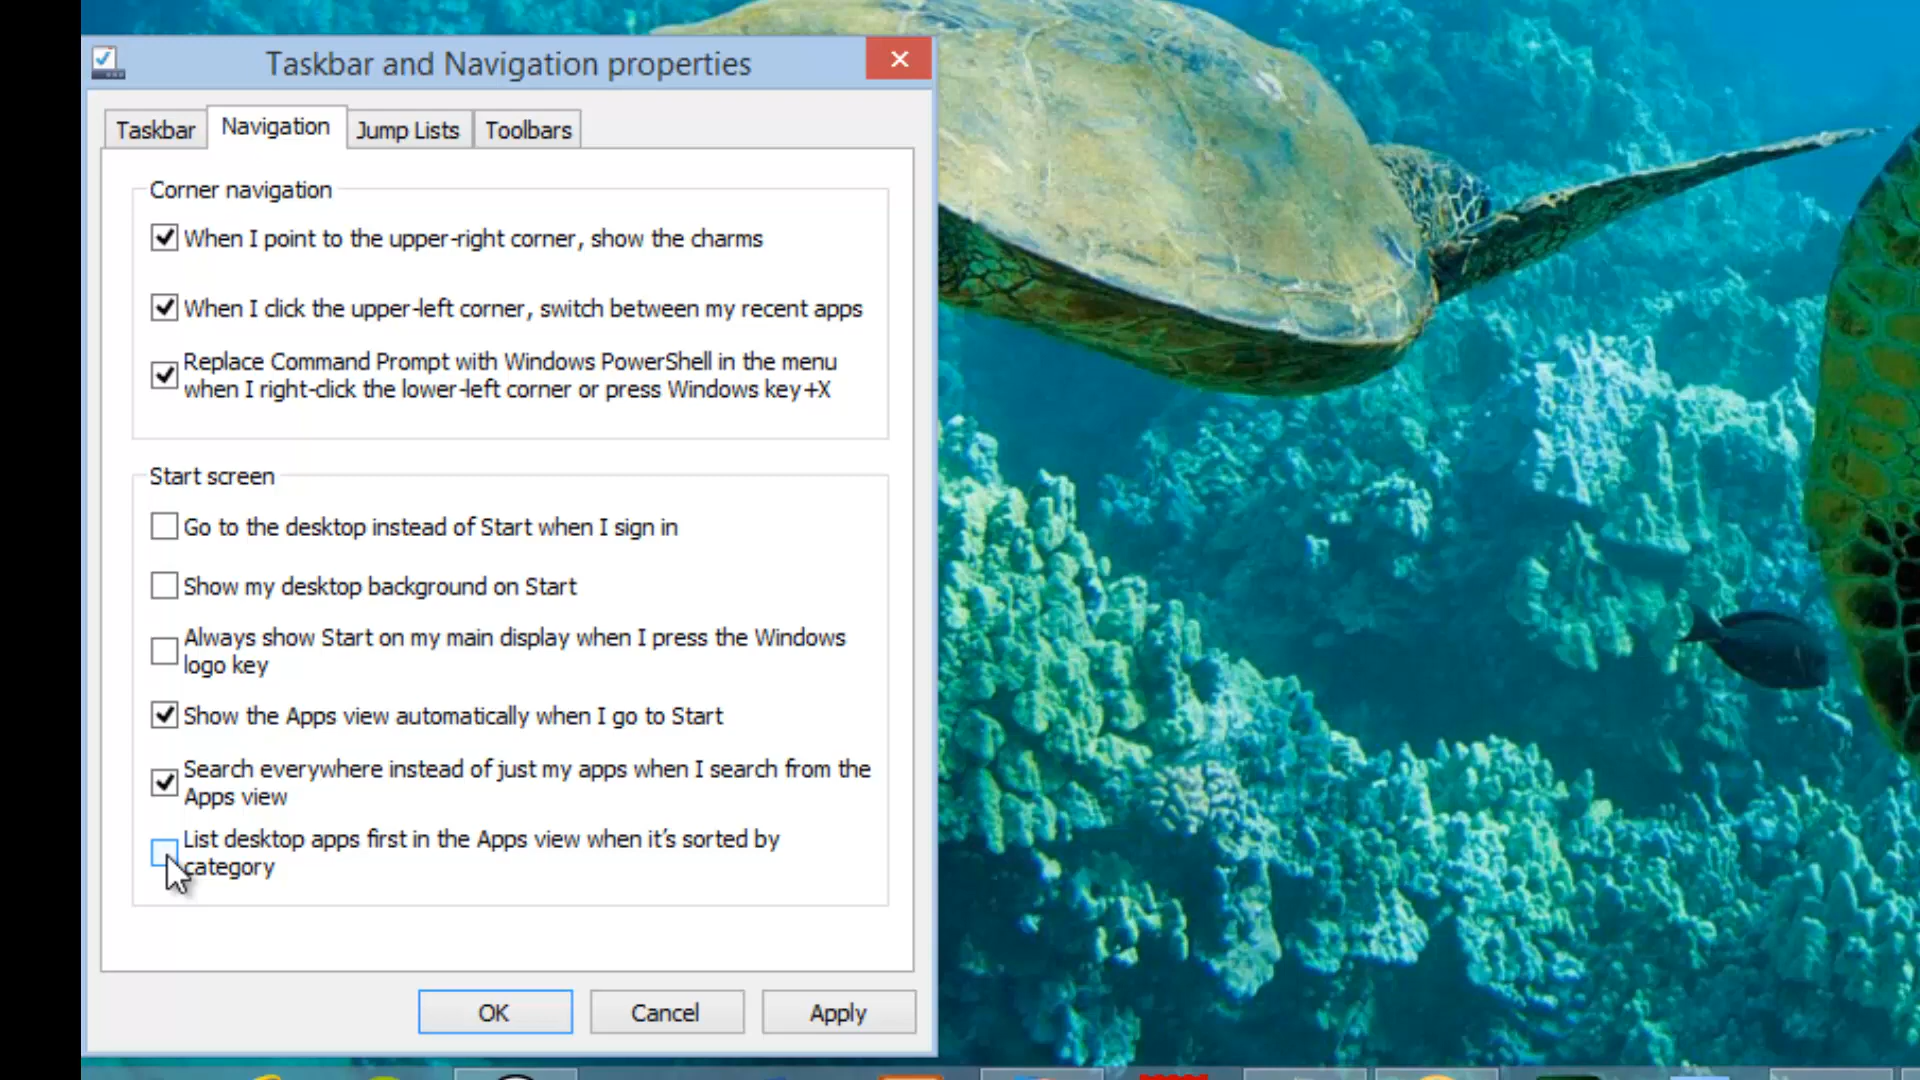 Taskbar and Navigation properties
Taskbar Navigation Jump Lists Toolbars
Corner navigation
When I point to the upper-right corner, show the charms
When I click the upper-left corner, switch between my recent apps
Replace Command Prompt with Windows PowerShell in the menu
when I right-click the lower-left corner or press Windows key+X
Start screen
Go to the desktop instead of Start when I sign in
Show my desktop background on Start
Always show Start on my main display when I press the Windows
logo key
Show the Apps view automatically when I go to Start
Search everywhere instead of just my apps when I search from the
Apps view
List desktop apps first in the Apps view when it's sorted by
category
OK Cancel Apply